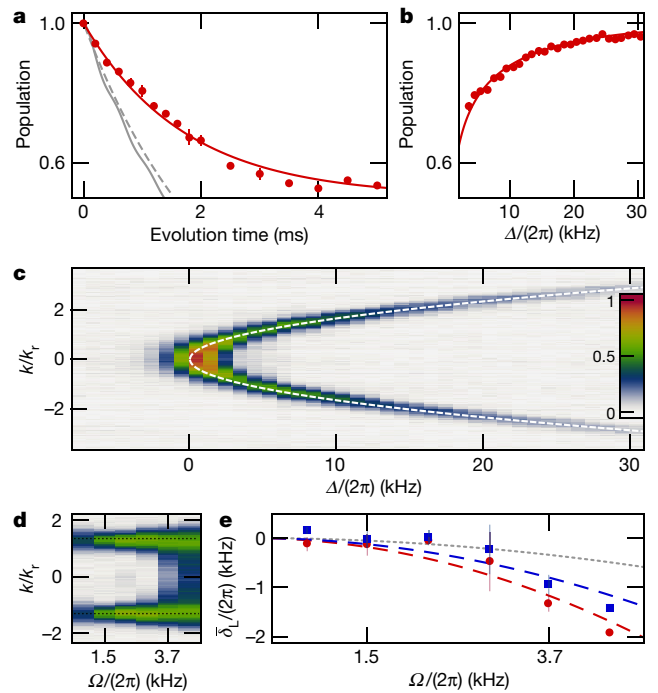 a
Population
1.0
0.6
0
2
4
Evolution time (ms)
b
Population
1.0
0.6
10
20
30
Δ/(2π) (kHz)
c
k/kr
2
0
−2
0
10
20
30
Δ/(2π) (kHz)
1
0.5
0
d
k/kr
2
0
−2
1.5
3.7
Ω/(2π) (kHz)
e
δ̄L/(2π) (kHz)
0
−1
−2
1.5
3.7
Ω/(2π) (kHz)